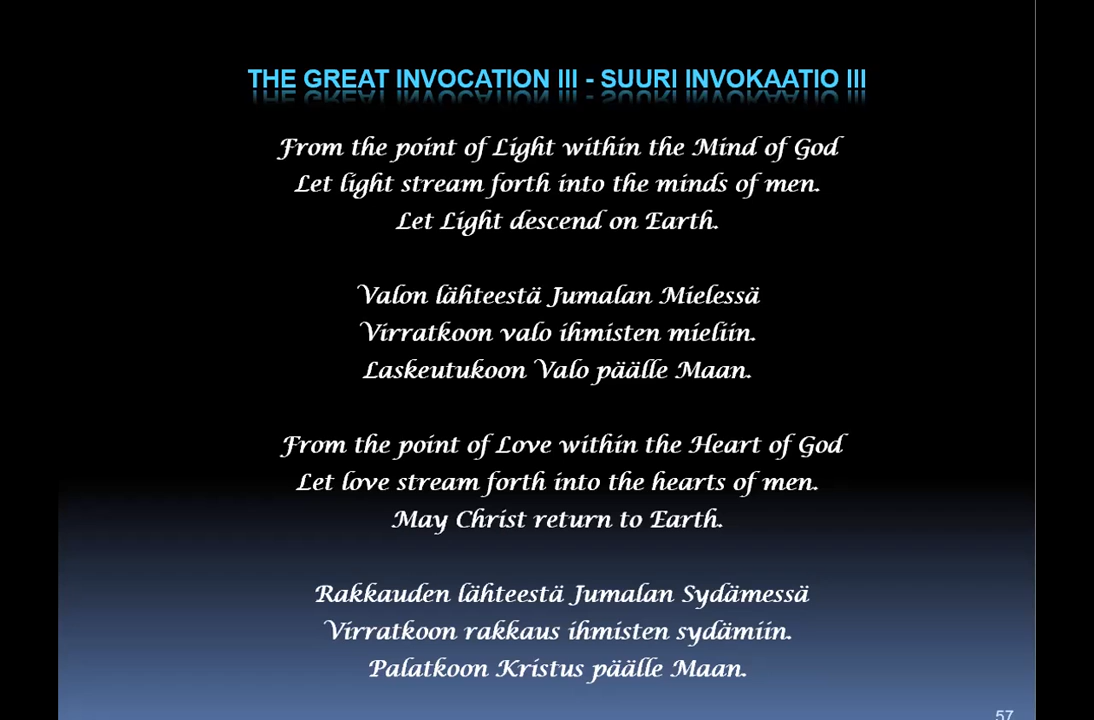 THE GREAT INVOCATION III - SUURI INVOKAATIO III
From the point of Light within the Mind of God
Let light stream forth into the minds of men.
Let Light descend on Earth.
Valon lähteestä Jumalan Mielessä
Virratkoon valo ihmisten mieliin.
Laskeutukoon Valo päälle Maan.
From the point of Love within the Heart of God
Let love stream forth into the hearts of men.
May Christ return to Earth.
Rakkauden lähteestä Jumalan Sydämessä
Virratkoon rakkaus ihmisten sydämiin.
Palatkoon Kristus päälle Maan.
57